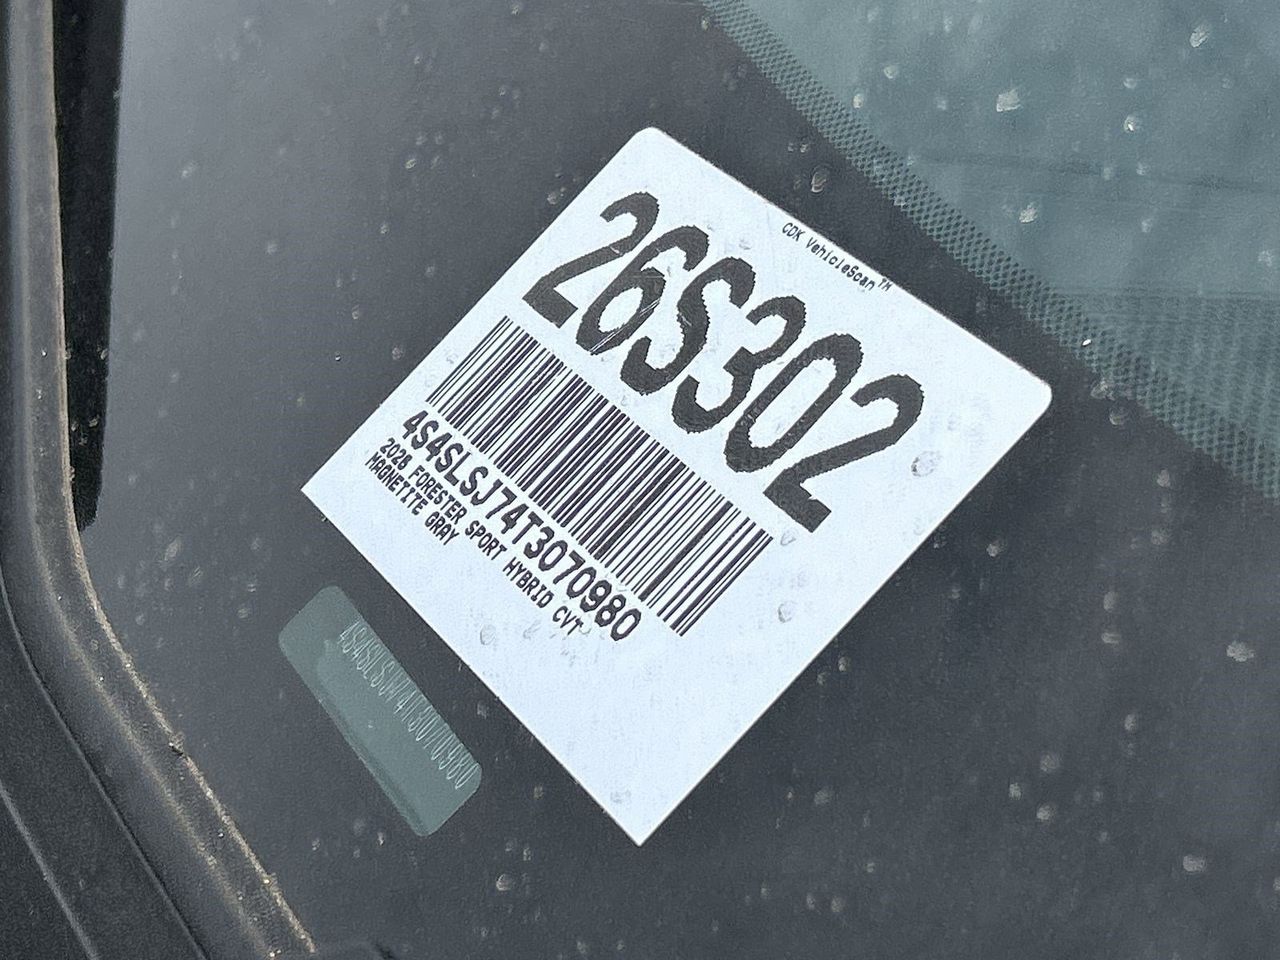 CDK VehicleScan™
26S302
4S4SLSJ74T3070980
2026 FORESTER SPORT HYBRID CVT
MAGNETITE GRAY
4S4SLSJ74T3070980